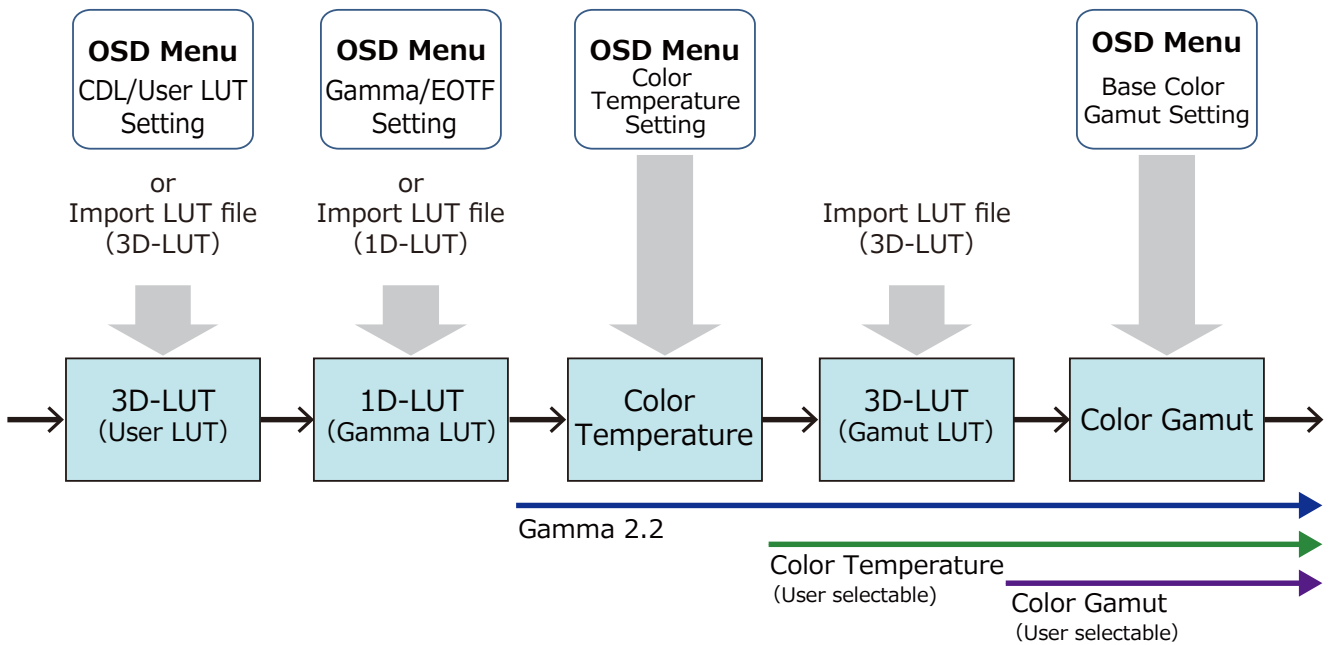 OSD Menu
CDL/User LUT
Setting
or
Import LUT file
(3D-LUT)
OSD Menu
Gamma/EOTF
Setting
or
Import LUT file
(1D-LUT)
OSD Menu
Color
Temperature
Setting
Import LUT file
(3D-LUT)
OSD Menu
Base Color
Gamut Setting
3D-LUT
(User LUT)
1D-LUT
(Gamma LUT)
Color
Temperature
3D-LUT
(Gamut LUT)
Color Gamut
Gamma 2.2
Color Temperature
(User selectable)
Color Gamut
(User selectable)